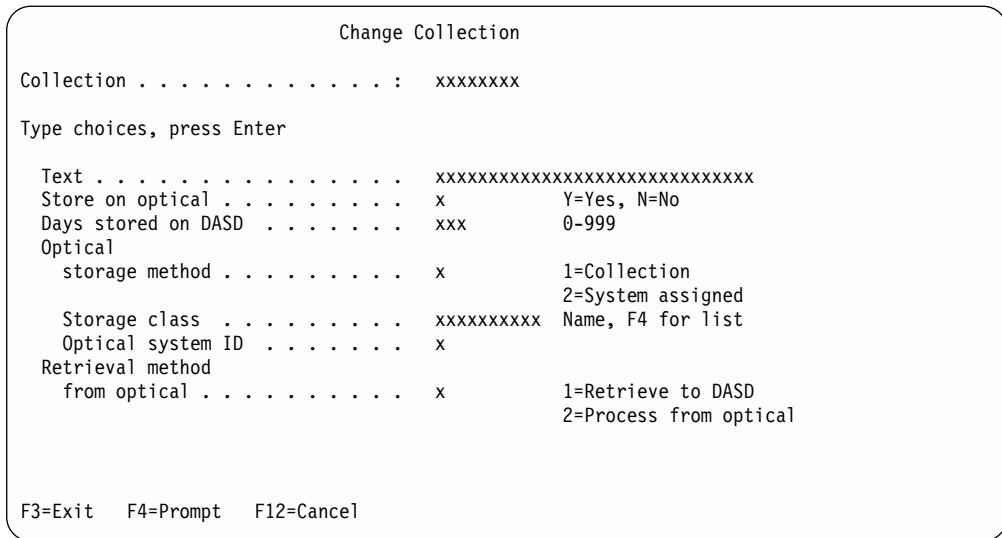 Change Collection
Collection . . . . . . . . . . . . . :   xxxxxxxx
Type choices, press Enter
Text . . . . . . . . . . . . . . .   xxxxxxxxxxxxxxxxxxxxxxxxxxxxxx
Store on optical . . . . . . . . .   x   Y=Yes, N=No
Days stored on DASD . . . . . . .   xxx   0-999
Optical
storage method . . . . . . . . .   x   1=Collection
2=System assigned
Storage class . . . . . . . . .   xxxxxxxxxx   Name, F4 for list
Optical system ID . . . . . . .   x
Retrieval method
from optical . . . . . . . . . .   x   1=Retrieve to DASD
2=Process from optical
F3=Exit   F4=Prompt   F12=Cancel